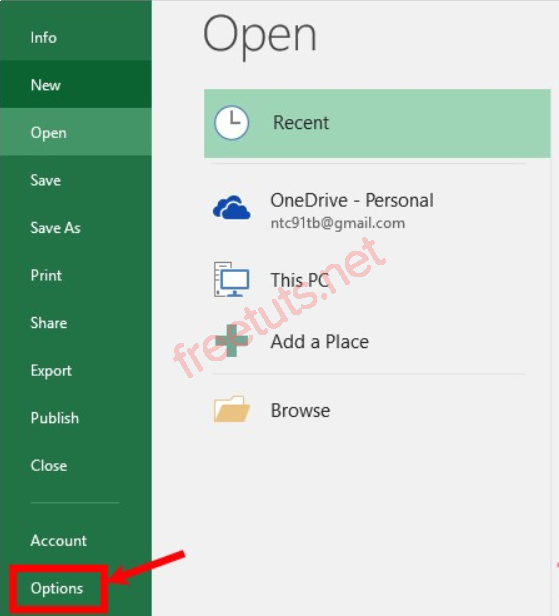 Info
New
Open
Save
Save As
Print
Share
Export
Publish
Close
Account
Options
Open
Recent
OneDrive - Personal
ntc91tb@gmail.com
This PC
Add a Place
Browse
freetuts.net